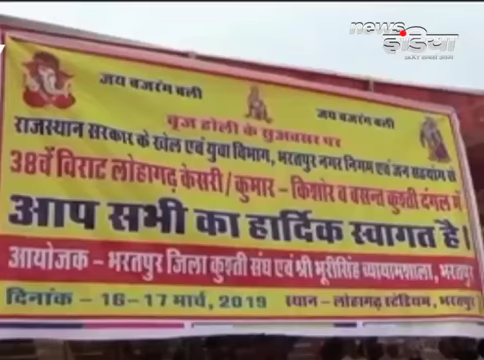 news
इंडिया
जय बजरंग बली
जय बजरंग बली
बृज होली के सुअवसर पर
राजस्थान सरकार के खेल एवं युवा विभाग, भरतपुर नगर निगम एवं जन सहयोग से
38वें विराट लोहागढ़ केसरी/कुमार - किशोर व बसन्त कुश्ती दंगल में
आप सभी का हार्दिक स्वागत है।
आयोजक - भरतपुर जिला कुश्ती संघ एवं श्री भूरीसिंह व्यायामशाला, भरतपुर
दिनांक - 16-17 मार्च, 2019 स्थान - लोहागढ़ स्टेडियम, भरतपुर